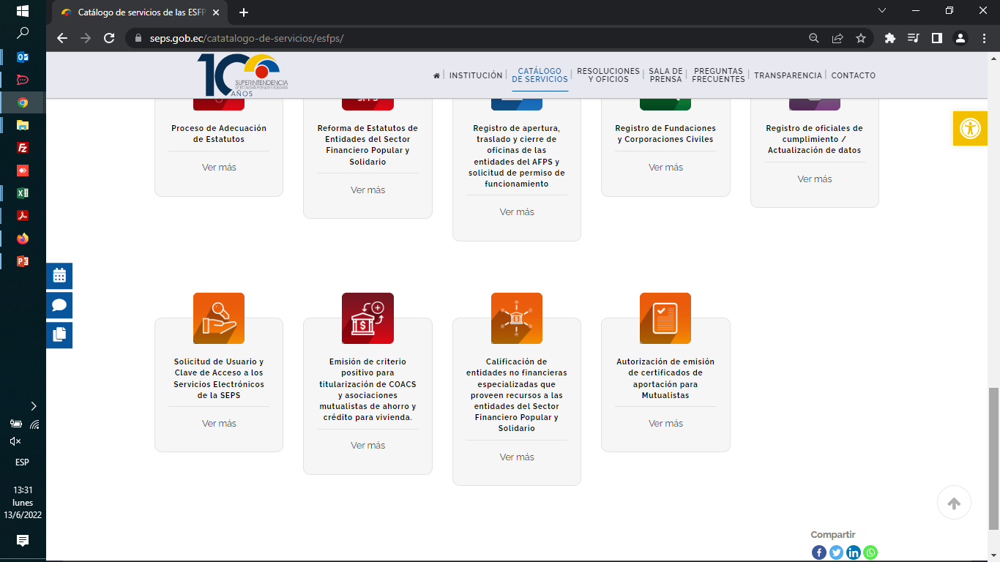 Catálogo de servicios de las ESFP
seps.gob.ec/catatalogo-de-servicios/esfps/
10
SUPERINTENDENCIA
DE ECONOMÍA POPULAR Y SOLIDARIA
AÑOS
INSTITUCIÓN
CATÁLOGO
DE SERVICIOS
RESOLUCIONES
Y OFICIOS
SALA DE
PRENSA
PREGUNTAS
FRECUENTES
TRANSPARENCIA
CONTACTO
Proceso de Adecuación
de Estatutos
Ver más
Reforma de Estatutos de
Entidades del Sector
Financiero Popular y
Solidario
Ver más
Registro de apertura,
traslado y cierre de
oficinas de las
entidades del AFPS y
solicitud de permiso de
funcionamiento
Ver más
Registro de Fundaciones
y Corporaciones Civiles
Ver más
Registro de oficiales de
cumplimiento /
Actualización de datos
Ver más
Solicitud de Usuario y
Clave de Acceso a los
Servicios Electrónicos
de la SEPS
Ver más
Emisión de criterio
positivo para
titularización de COACS
y asociaciones
mutualistas de ahorro y
crédito para vivienda.
Ver más
Calificación de
entidades no financieras
especializadas que
proveen recursos a las
entidades del Sector
Financiero Popular y
Solidario
Ver más
Autorización de emisión
de certificados de
aportación para
Mutualistas
Ver más
Compartir
ESP
13:31
lunes
13/6/2022